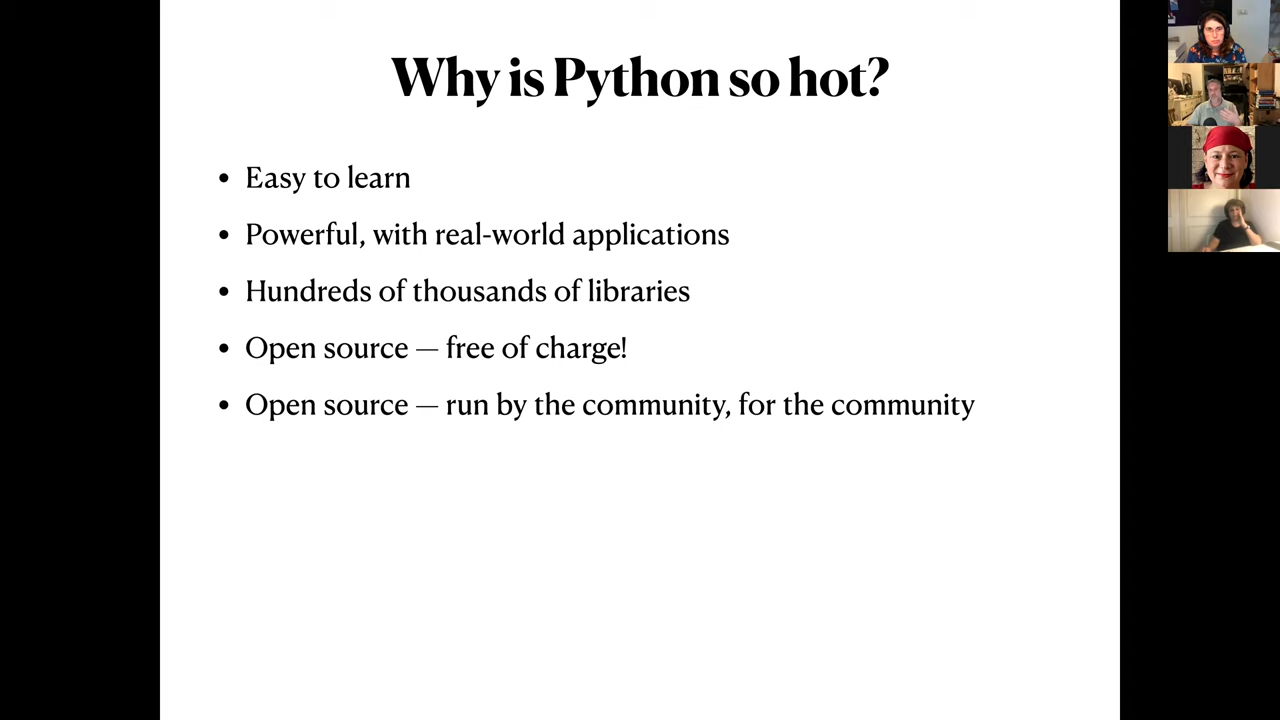 Why is Python so hot?
• Easy to learn
• Powerful, with real-world applications
• Hundreds of thousands of libraries
• Open source — free of charge!
• Open source — run by the community, for the community